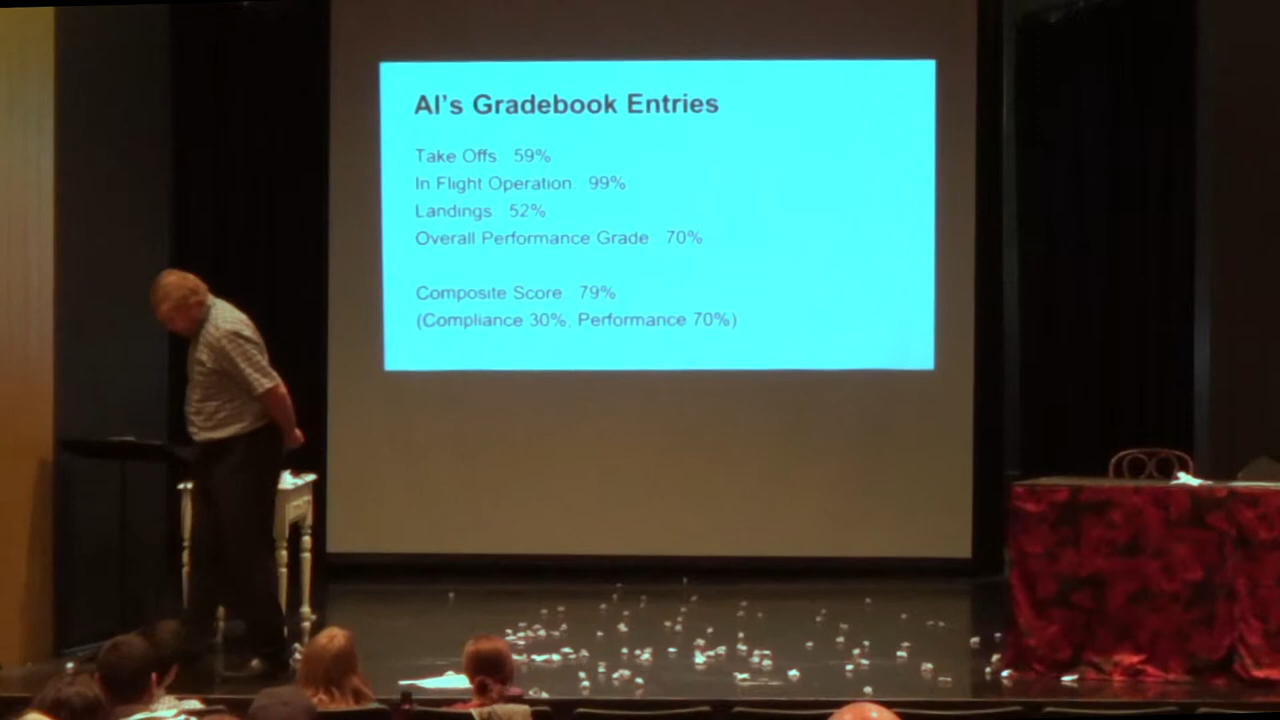 Al's Gradebook Entries
Take Offs 59%
In Flight Operation 99%
Landings 52%
Overall Performance Grade 70%
Composite Score 79%
(Compliance 30%, Performance 70%)